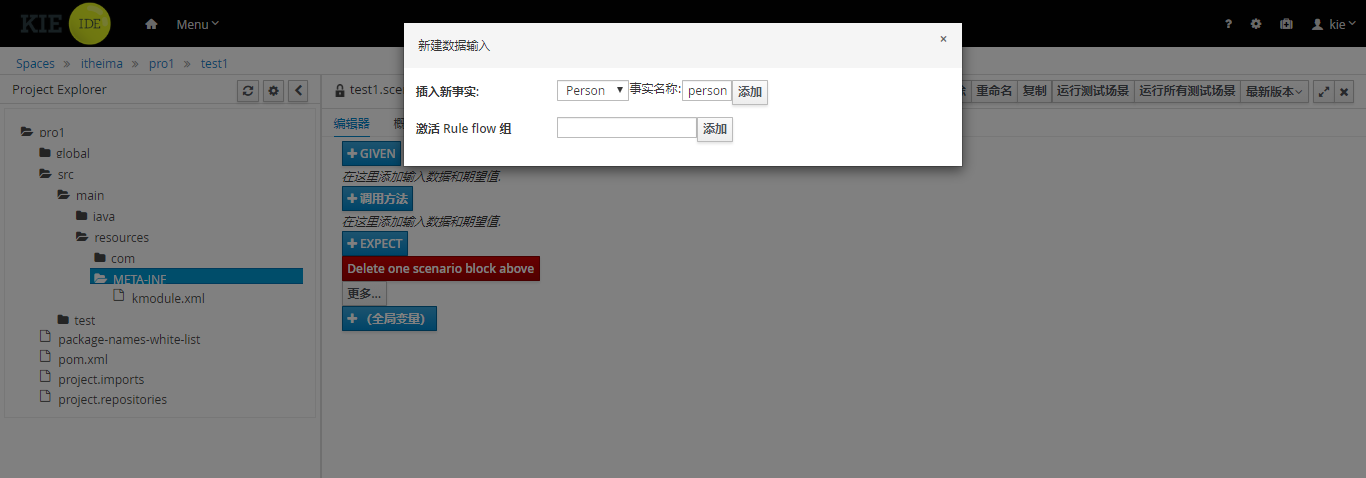 KIE IDE
Menu
kie
Spaces » itheima » pro1 » test1
Project Explorer
pro1
global
src
main
java
resources
com
META-INF
kmodule.xml
test
package-names-white-list
pom.xml
project.imports
project.repositories
新建数据输入
×
插入新事实:
Person
事实名称:
person
添加
激活 Rule flow 组
添加
test1.sce
重命名
复制
运行测试场景
运行所有测试场景
最新版本
编辑器
+ GIVEN
在这里添加输入数据和期望值.
+ 调用方法
在这里添加输入数据和期望值.
+ EXPECT
Delete one scenario block above
更多...
+ （全局变量）